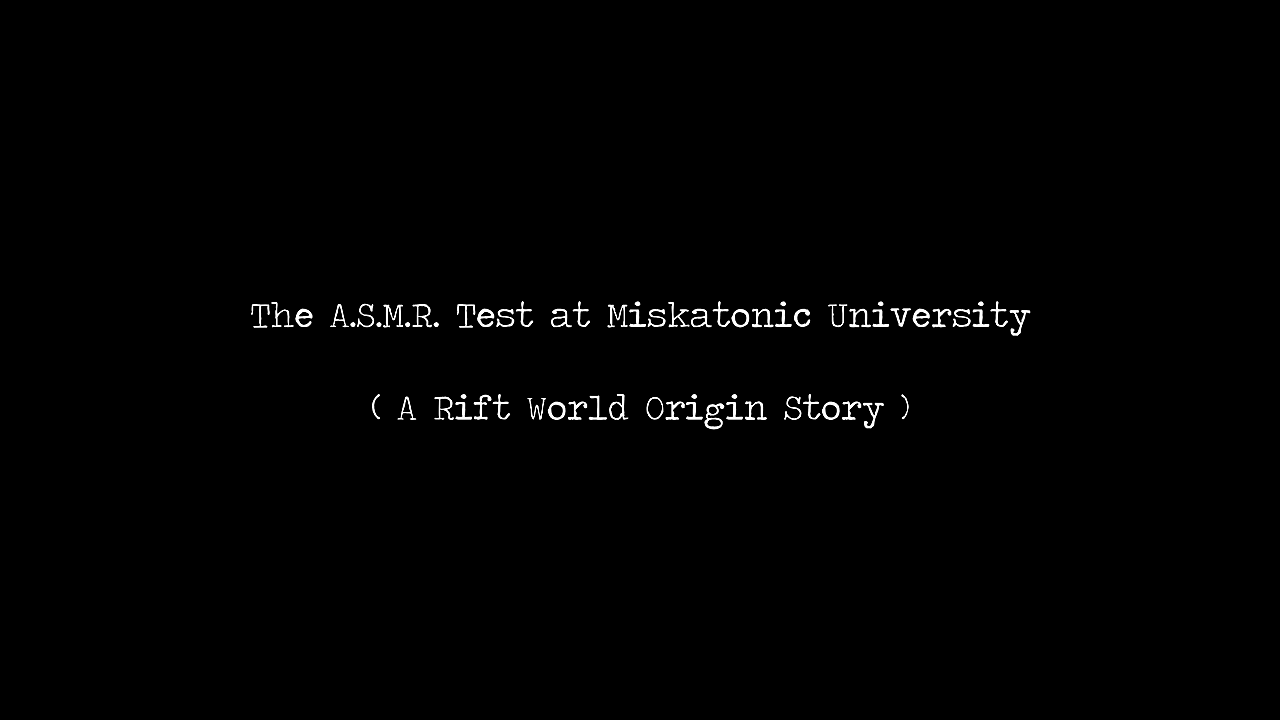 The A.S.M.R. Test at Miskatonic University
( A Rift World Origin Story )